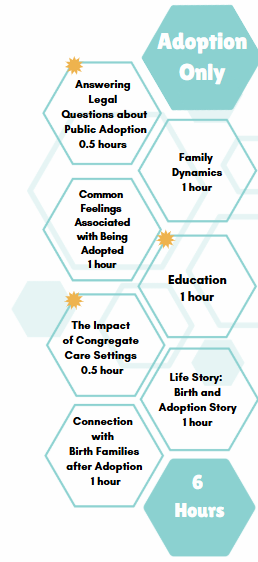 Adoption
Only
Answering
Legal
Questions about
Public Adoption
0.5 hours
Family
Dynamics
1 hour
Common
Feelings
Associated
with Being
Adopted
1 hour
Education
1 hour
The Impact
of Congregate
Care Settings
0.5 hour
Life Story:
Birth and
Adoption Story
1 hour
Connection
with
Birth Families
after Adoption
1 hour
6
Hours